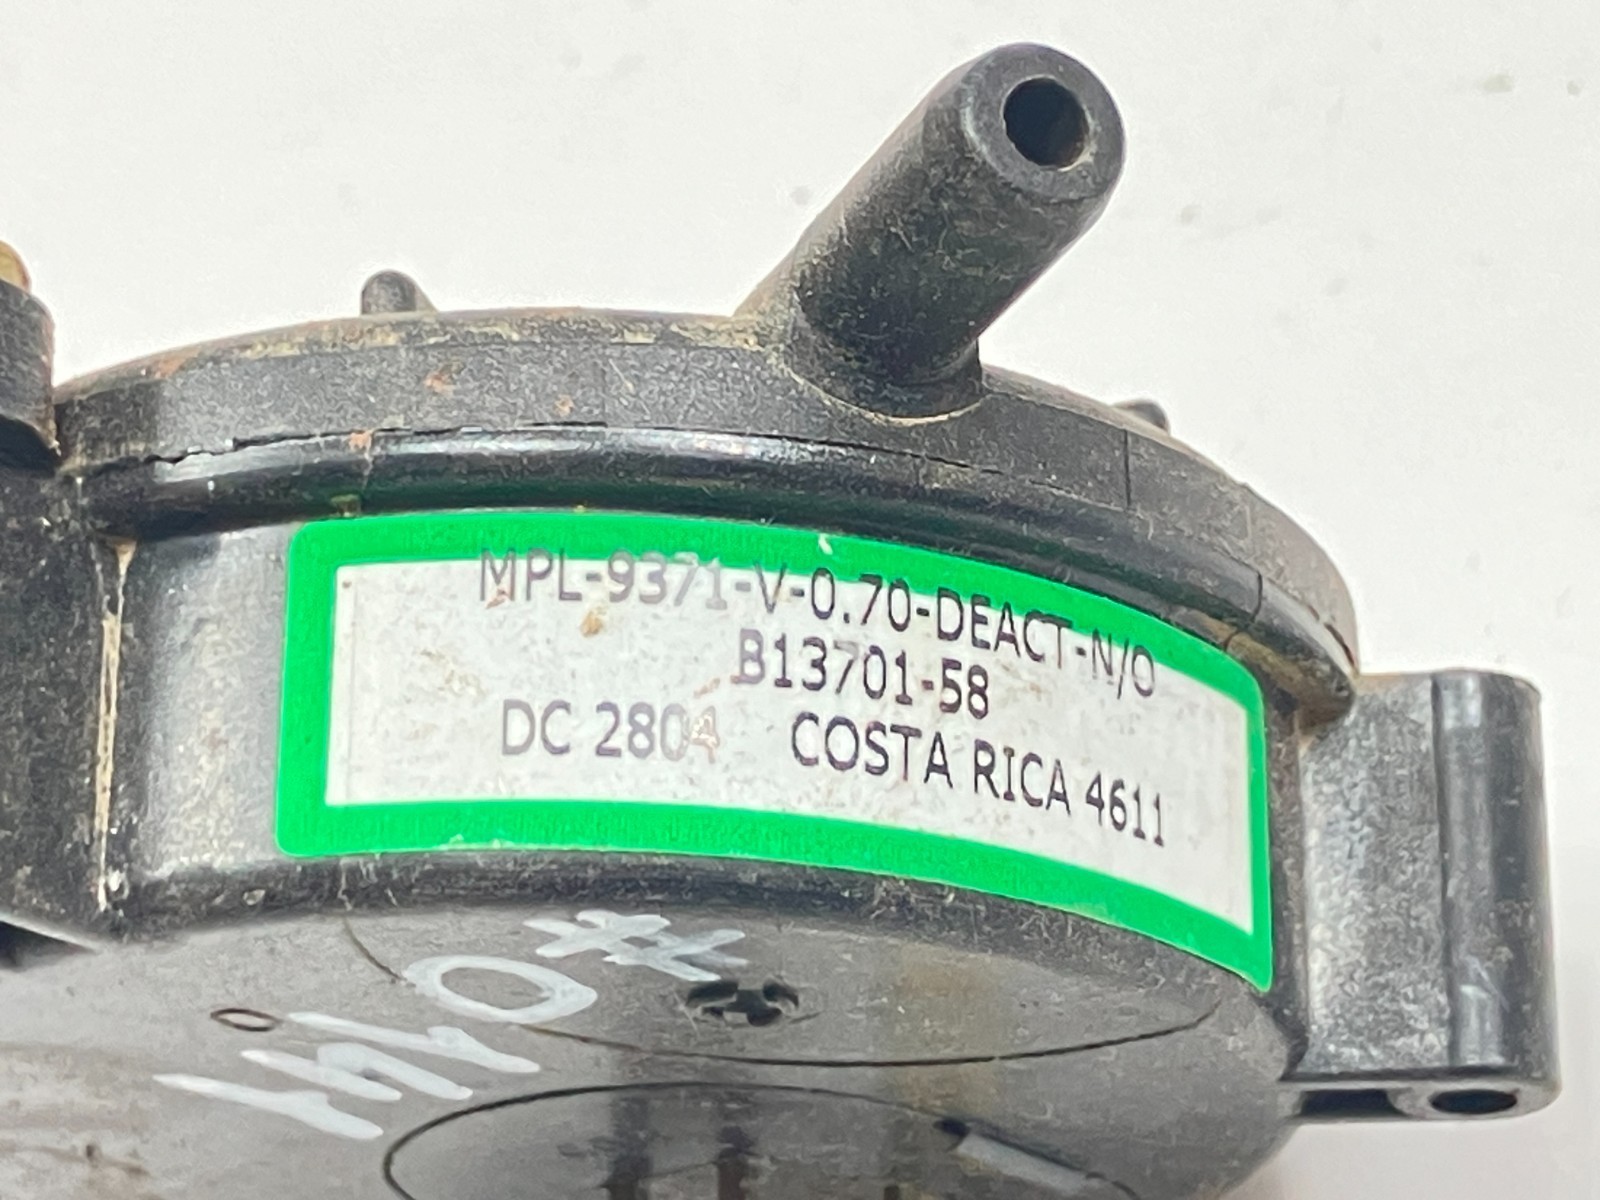 MPL-9371-V-0.70-DEACT-N/O
B13701-58
DC 2804 COSTA RICA 4611